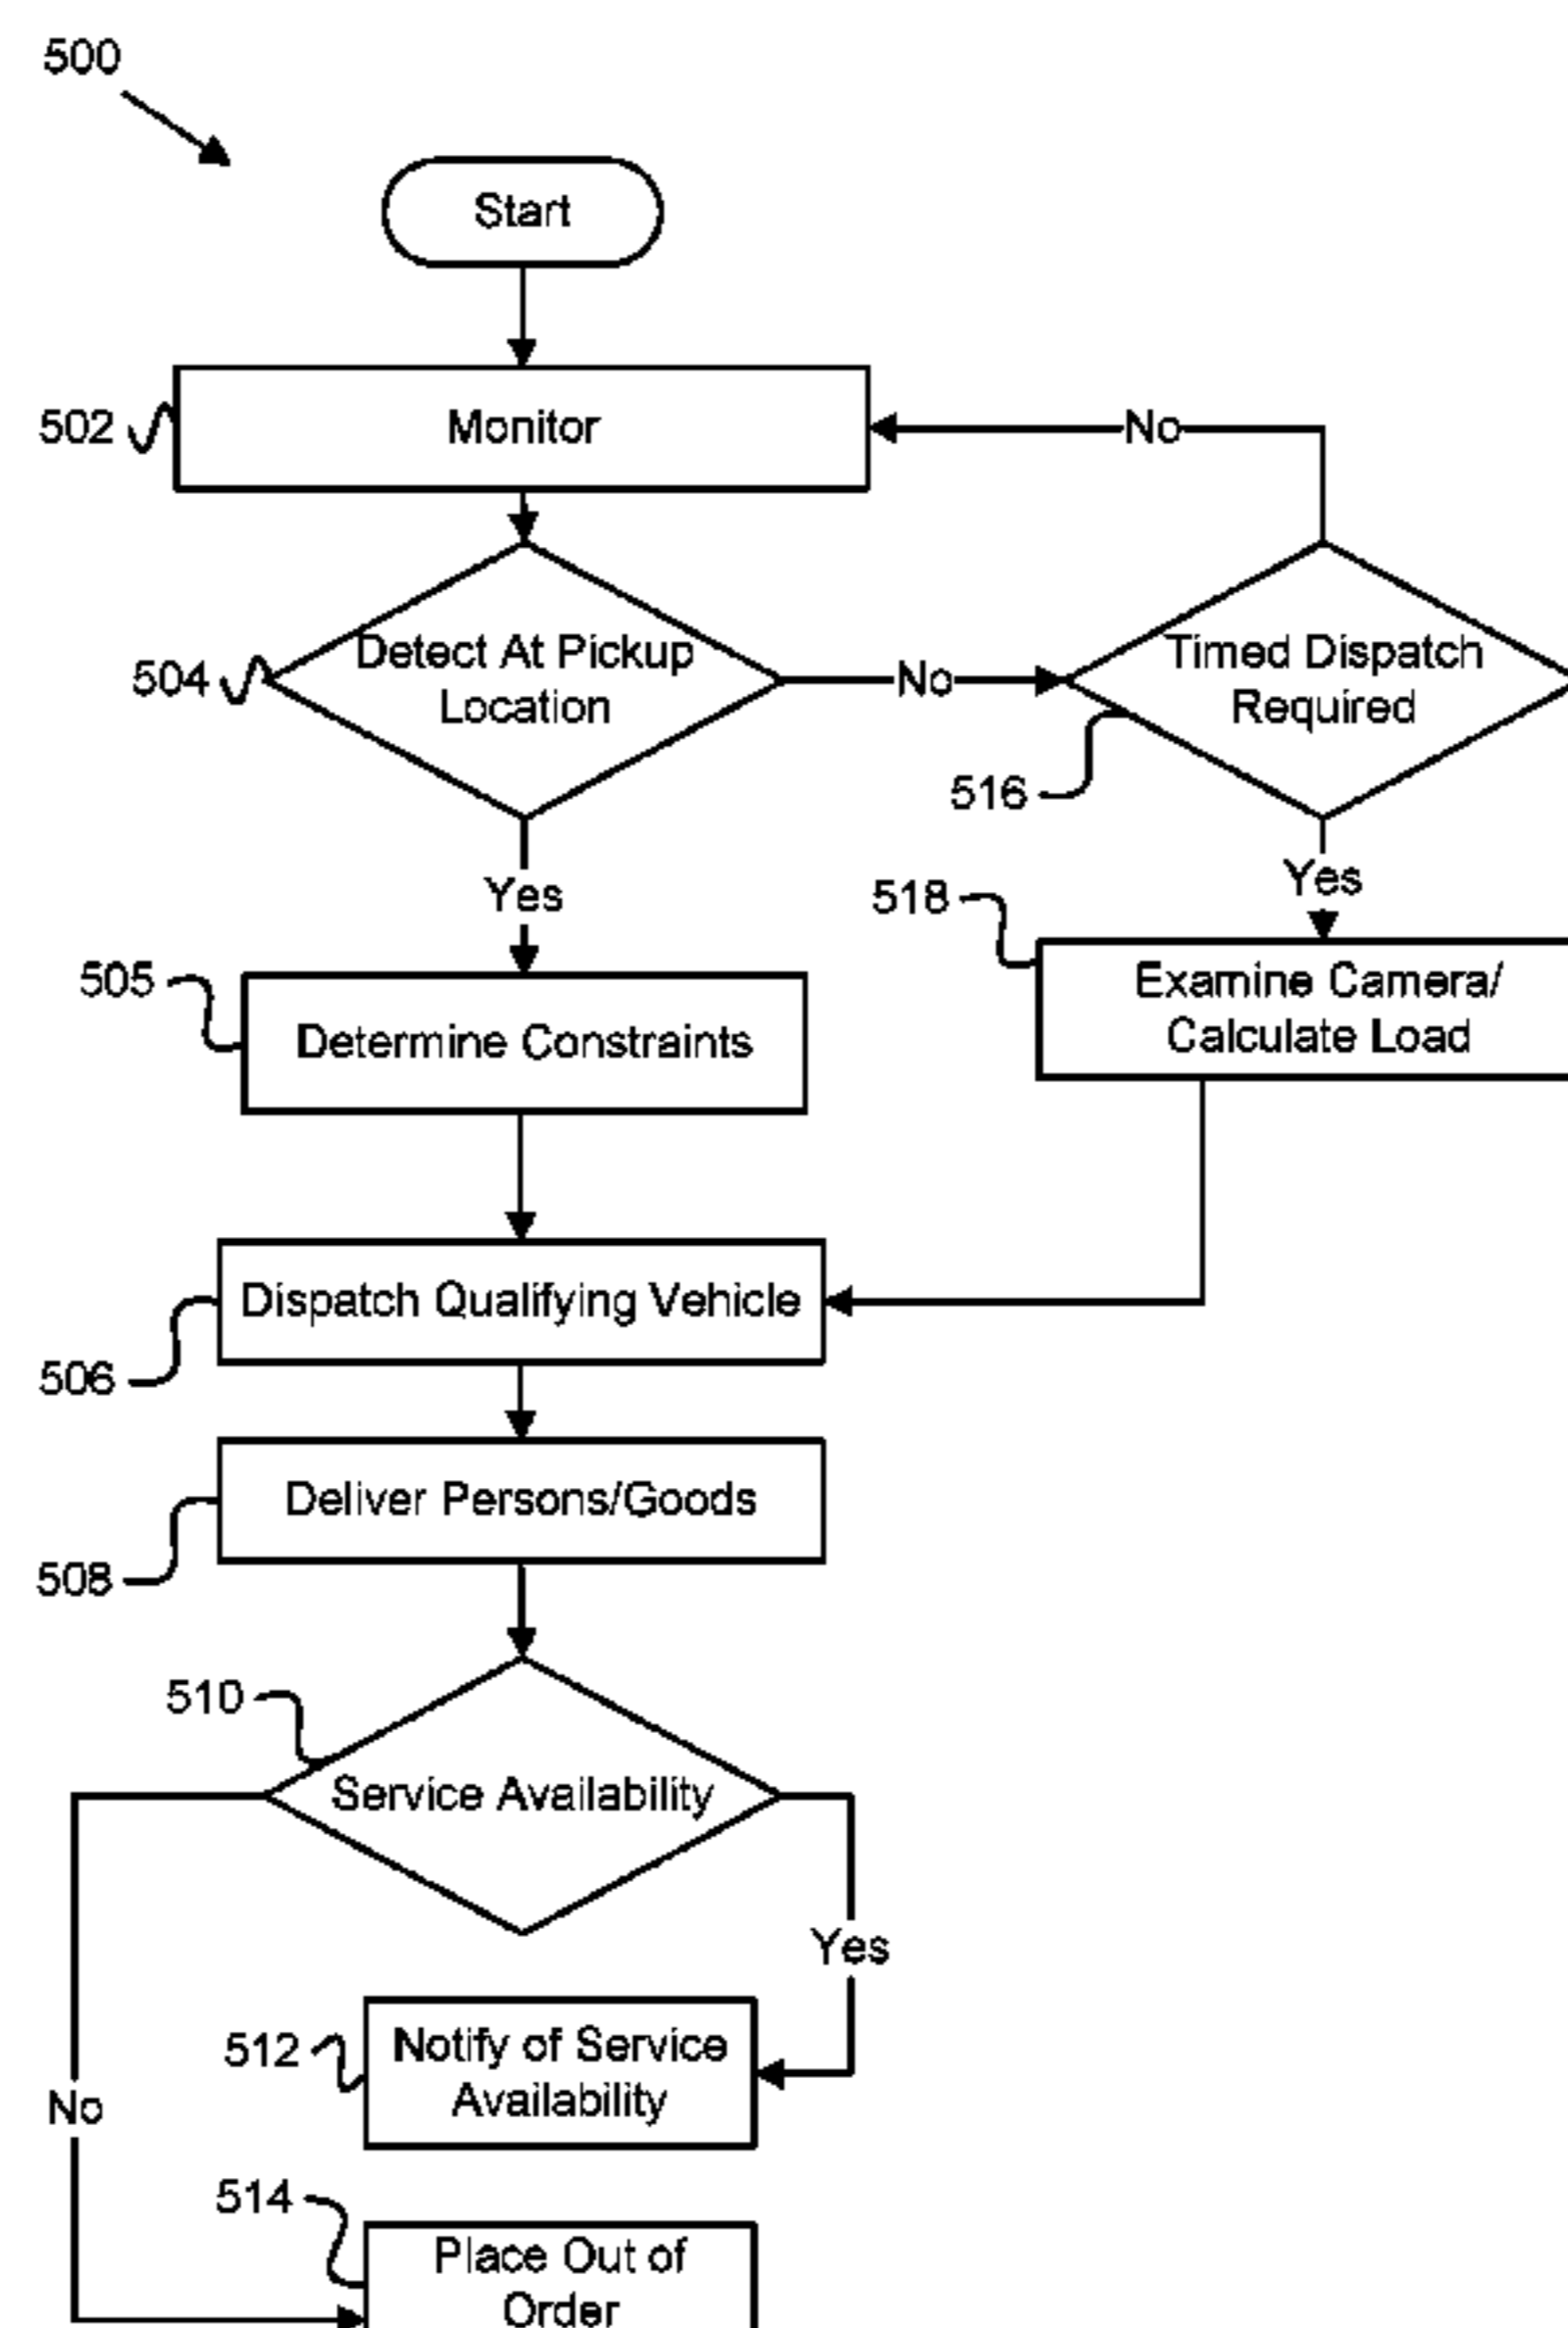 500
Start
502
Monitor
No
504
Detect At Pickup
Location
No
Timed Dispatch
Required
516
Yes
Yes
518
Examine Camera/
Calculate Load
505
Determine Constraints
Dispatch Qualifying Vehicle
506
Deliver Persons/Goods
508
510
Service Availability
Yes
512
Notify of Service
Availability
No
514
Place Out of
Order